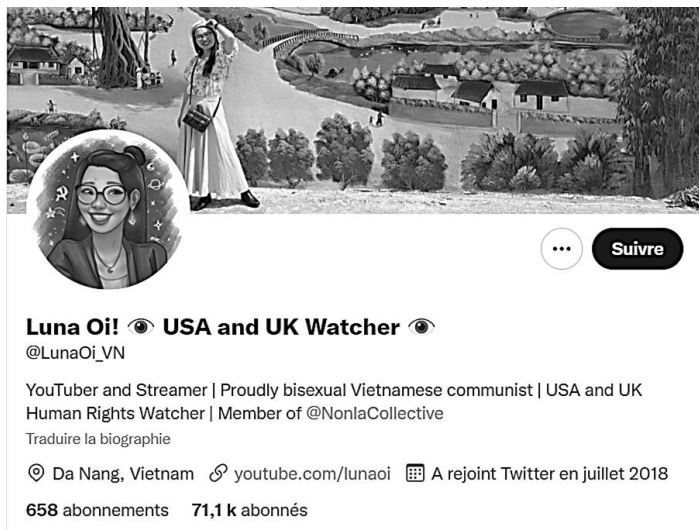 Suivre
Luna Oi! 👁 USA and UK Watcher 👁
@LunaOi_VN
YouTuber and Streamer | Proudly bisexual Vietnamese communist | USA and UK
Human Rights Watcher | Member of @NonlaCollective
Traduire la biographie
Da Nang, Vietnam youtube.com/lunaoi A rejoint Twitter en juillet 2018
658 abonnements 71,1 k abonnés